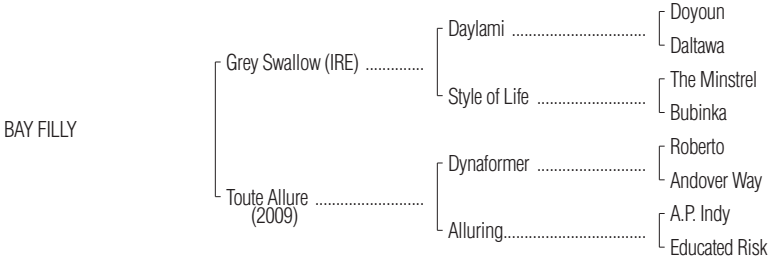 Doyoun
Daylami ................................
Daltawa
Grey Swallow (IRE) ..............
The Minstrel
Style of Life ..........................
Bubinka
BAY FILLY
Roberto
Dynaformer ..........................
Andover Way
Toute Allure ..........................
(2009)
A.P. Indy
Alluring..................................
Educated Risk